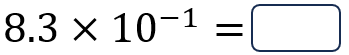 8.3 × 10⁻¹ =